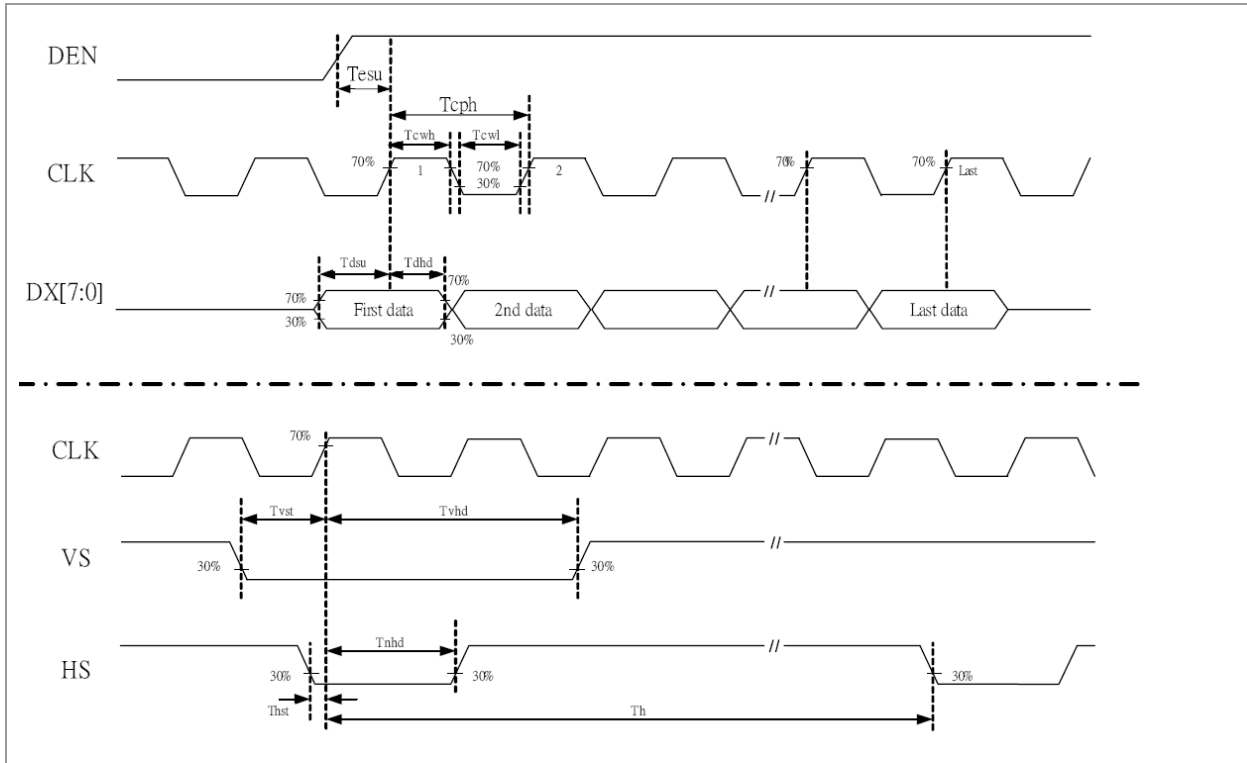 DEN
Tesu
Tcph
Tcwh
Tcwl
CLK
70%
1
70%
30%
2
70%
70%
Last
//
Tdsu
Tdhd
70%
DX[7:0]
70%
30%
First data
2nd data
//
Last data
30%
CLK
70%
//
Tvst
Tvhd
VS
30%
30%
//
Tnhd
HS
30%
30%
//
30%
Thst
Th